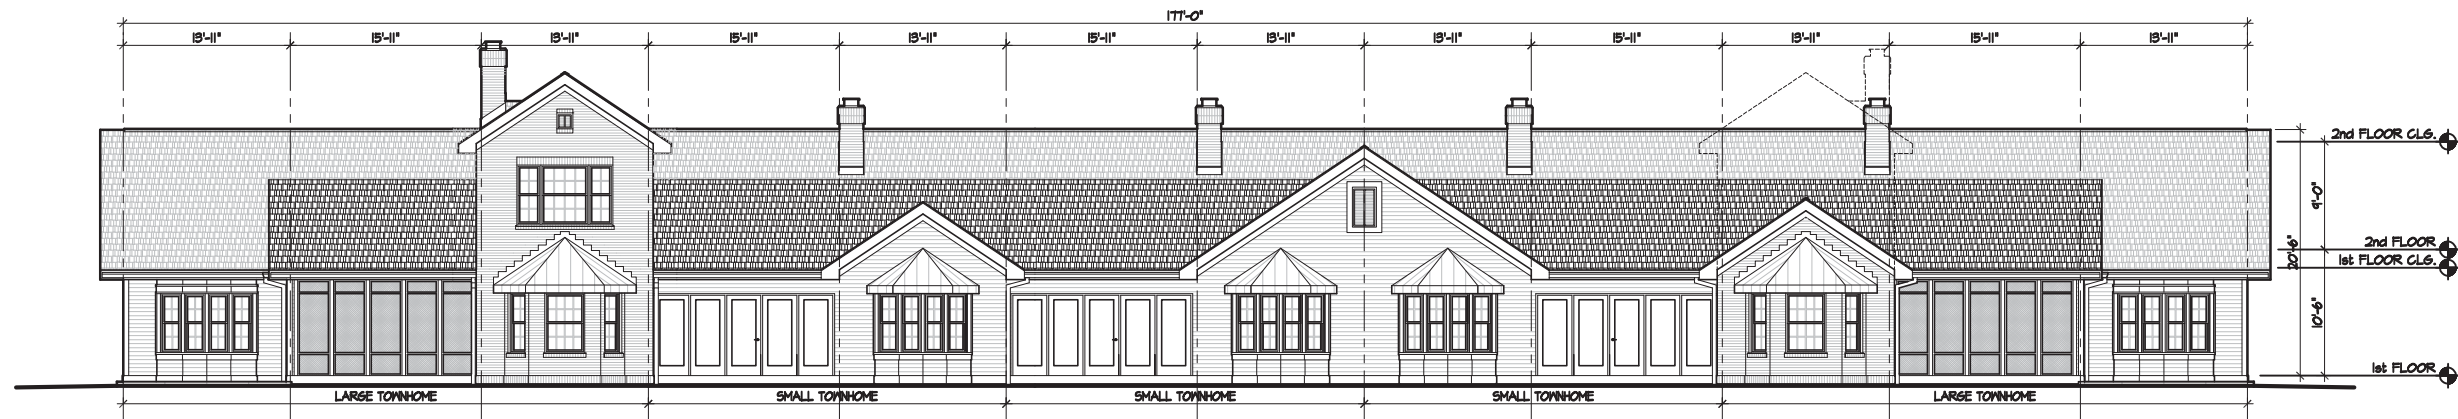 177'-0"
13'-11" 15'-11" 13'-11" 15'-11" 13'-11" 15'-11" 13'-11" 13'-11" 15'-11" 13'-11" 15'-11" 13'-11"
2nd FLOOR CLG.
9'-0"
2nd FLOOR
20'-6"
1st FLOOR CLG.
10'-6"
1st FLOOR
LARGE TOWNHOME SMALL TOWNHOME SMALL TOWNHOME SMALL TOWNHOME LARGE TOWNHOME